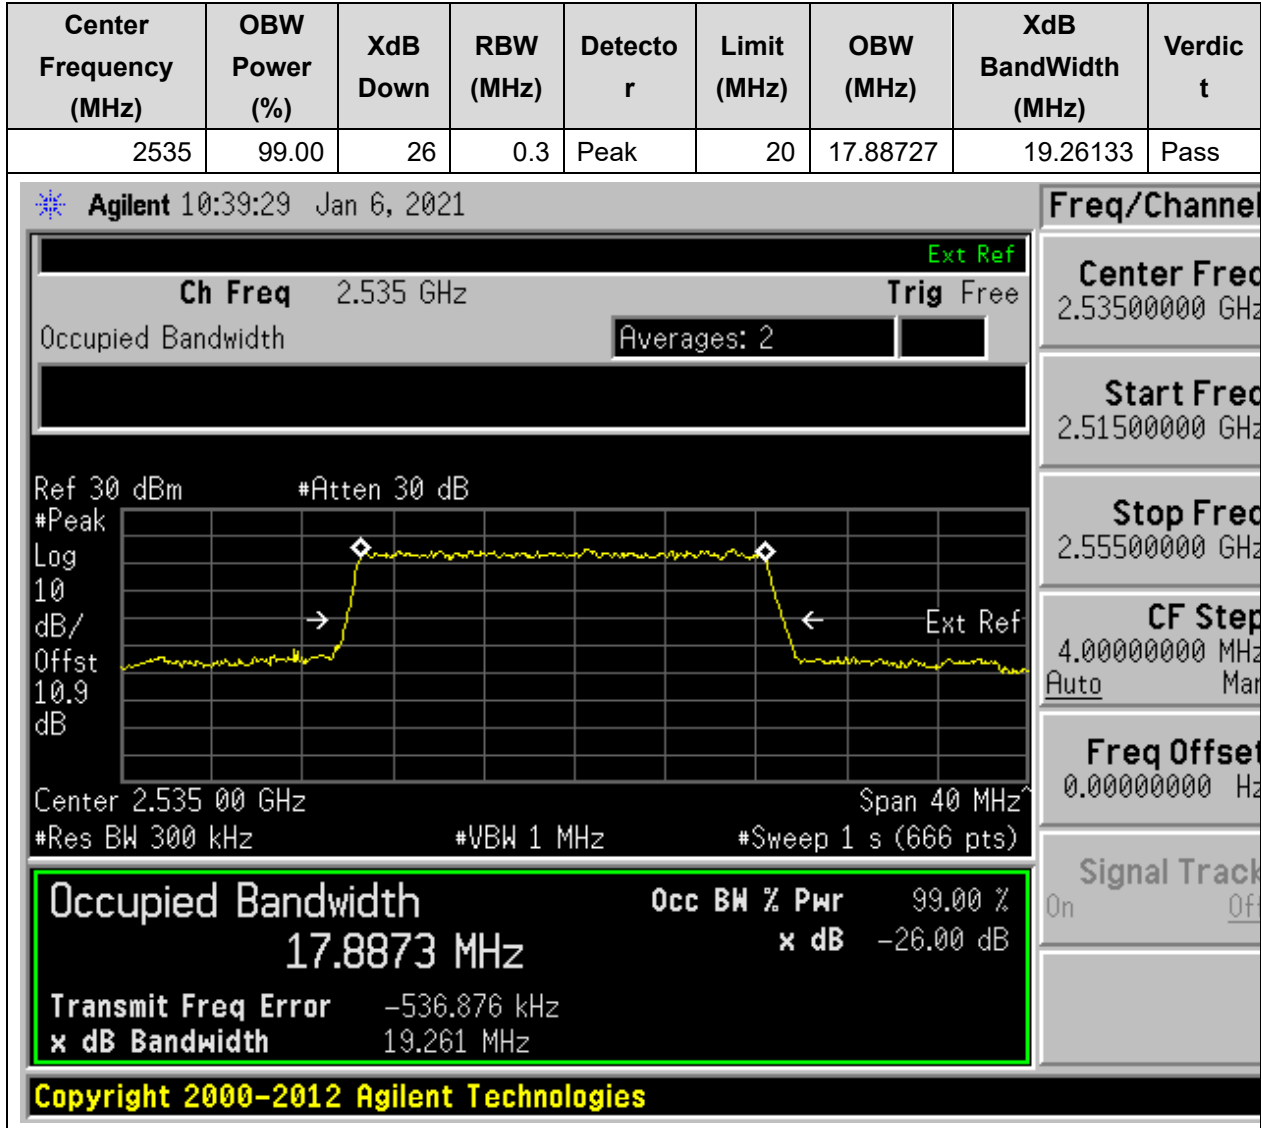 Center Frequency (MHz) OBW Power (%) XdB Down RBW (MHz) Detecto r Limit (MHz) OBW (MHz) XdB BandWidth (MHz) Verdic t
2535 99.00 26 0.3 Peak 20 17.88727 19.26133 Pass
Agilent 10:39:29 Jan 6, 2021
Freq/Channel
Ext Ref
Ch Freq 2.535 GHz Trig Free
Occupied Bandwidth Averages: 2
Center Freq
2.53500000 GHz
Start Freq
2.51500000 GHz
Stop Freq
2.55500000 GHz
CF Step
4.00000000 MHz
Auto Man
Freq Offset
0.00000000 Hz
Signal Track
On Off
Ref 30 dBm #Atten 30 dB
#Peak
Log
10
dB/
Offst
10.9
dB
Ext Ref
Center 2.535 00 GHz Span 40 MHz^
#Res BW 300 kHz #VBW 1 MHz #Sweep 1 s (666 pts)
Occupied Bandwidth
17.8873 MHz
Occ BW % Pwr 99.00 %
x dB -26.00 dB
Transmit Freq Error -536.876 kHz
x dB Bandwidth 19.261 MHz
Copyright 2000-2012 Agilent Technologies